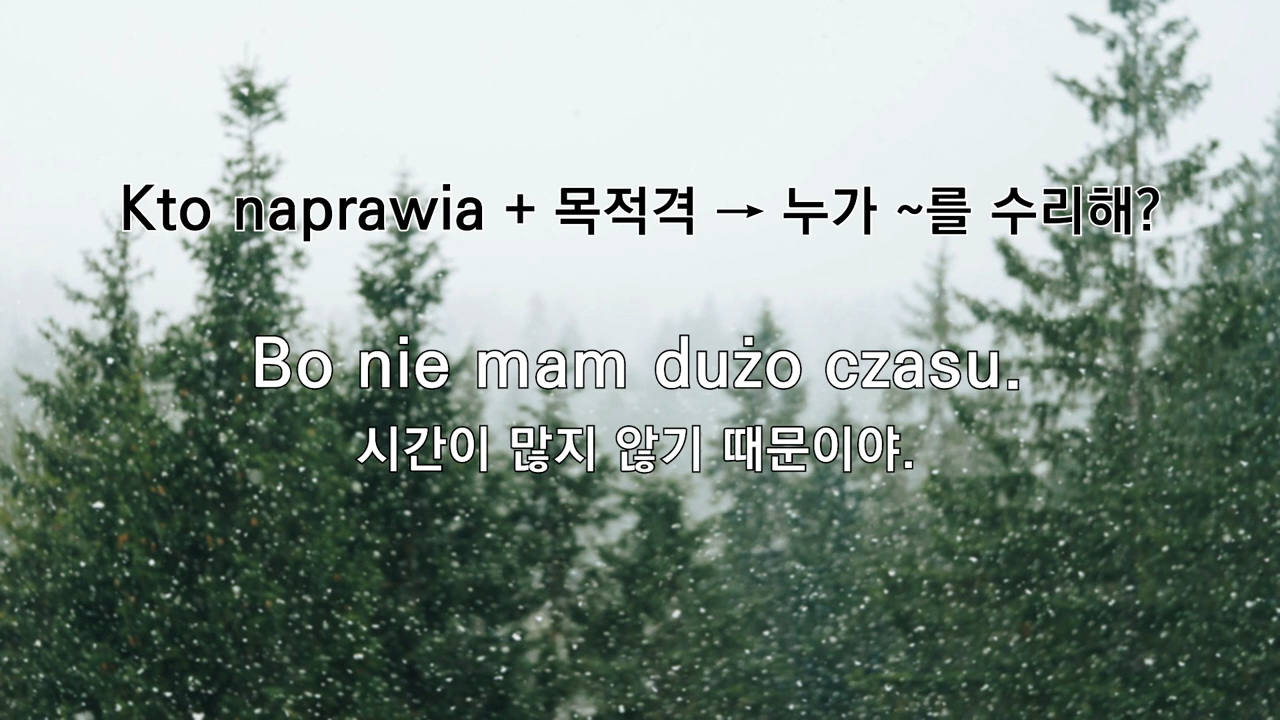 Kto naprawia + 목적격 → 누가 ~를 수리해?
Bo nie mam dużo czasu.
시간이 많지 않기 때문이야.